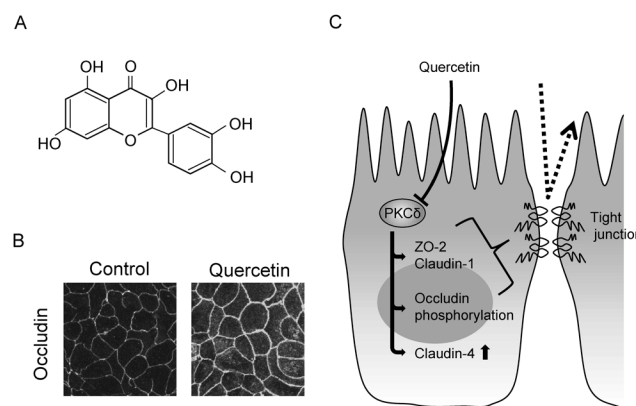 A
OH
O
OH
HO
O
OH
OH
B
Control
Quercetin
Occludin
C
Quercetin
PKCδ
ZO-2
Claudin-1
Occludin
phosphorylation
Claudin-4
Tight
junction